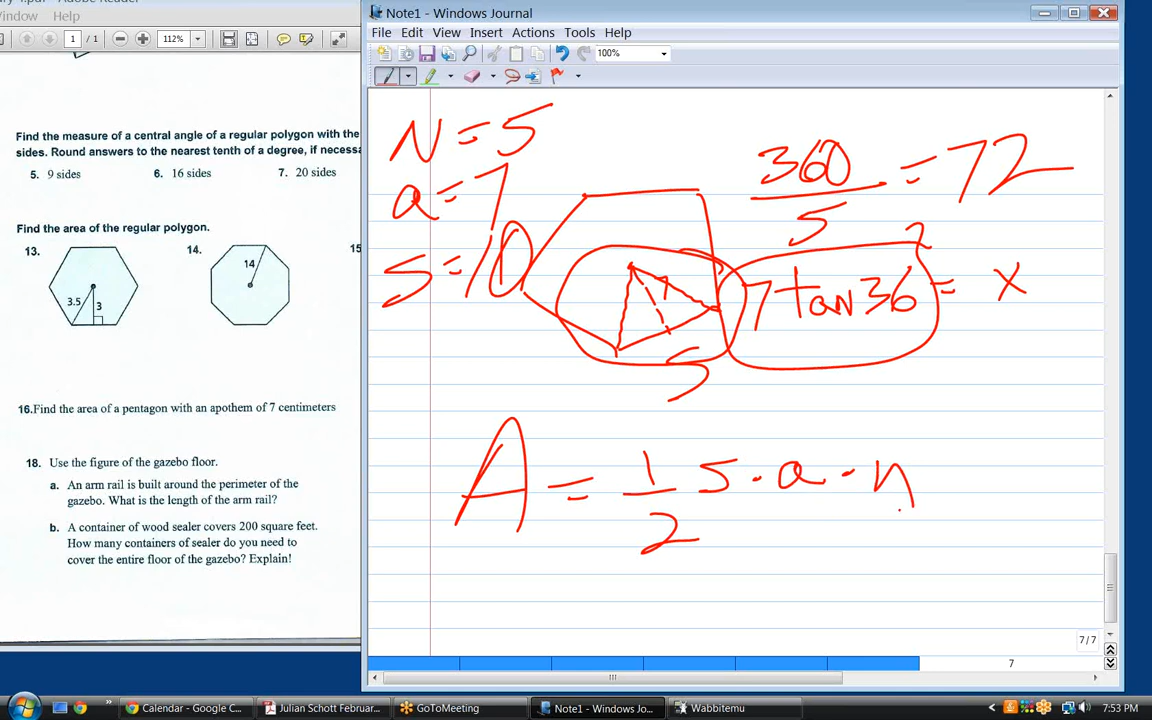 Window Help
1 / 1 112%
Find the measure of a central angle of a regular polygon with the
sides. Round answers to the nearest tenth of a degree, if
5. 9 sides 6. 16 sides 7. 20 sides
Find the area of the regular polygon.
13. 14. 15
3.5 3 14
16.Find the area of a pentagon with an apothem of 7 centimeters
18. Use the figure of the gazebo floor.
a. An arm rail is built around the perimeter of the
gazebo. What is the length of the arm rail?
b. A container of wood sealer covers 200 square feet.
How many containers of sealer do you need to
cover the entire floor of the gazebo? Explain!
Note1 - Windows Journal
File Edit View Insert Actions Tools Help
100%
N = 5
a = 7
S = 10
360/5 = 72
7 tan 36 = x
7
5
A = 1/2 s · a · n
7/7
7
Calendar - Google C... Julian Schott Februar... GoToMeeting Note1 - Windows Jo... Wabbitemu 7:53 PM